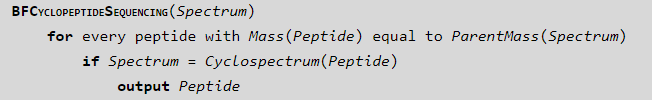 BFCYCLOPEPTIDESEQUENCING(Spectrum)
for every peptide with Mass(Peptide) equal to ParentMass(Spectrum)
if Spectrum = Cyclospectrum(Peptide)
output Peptide